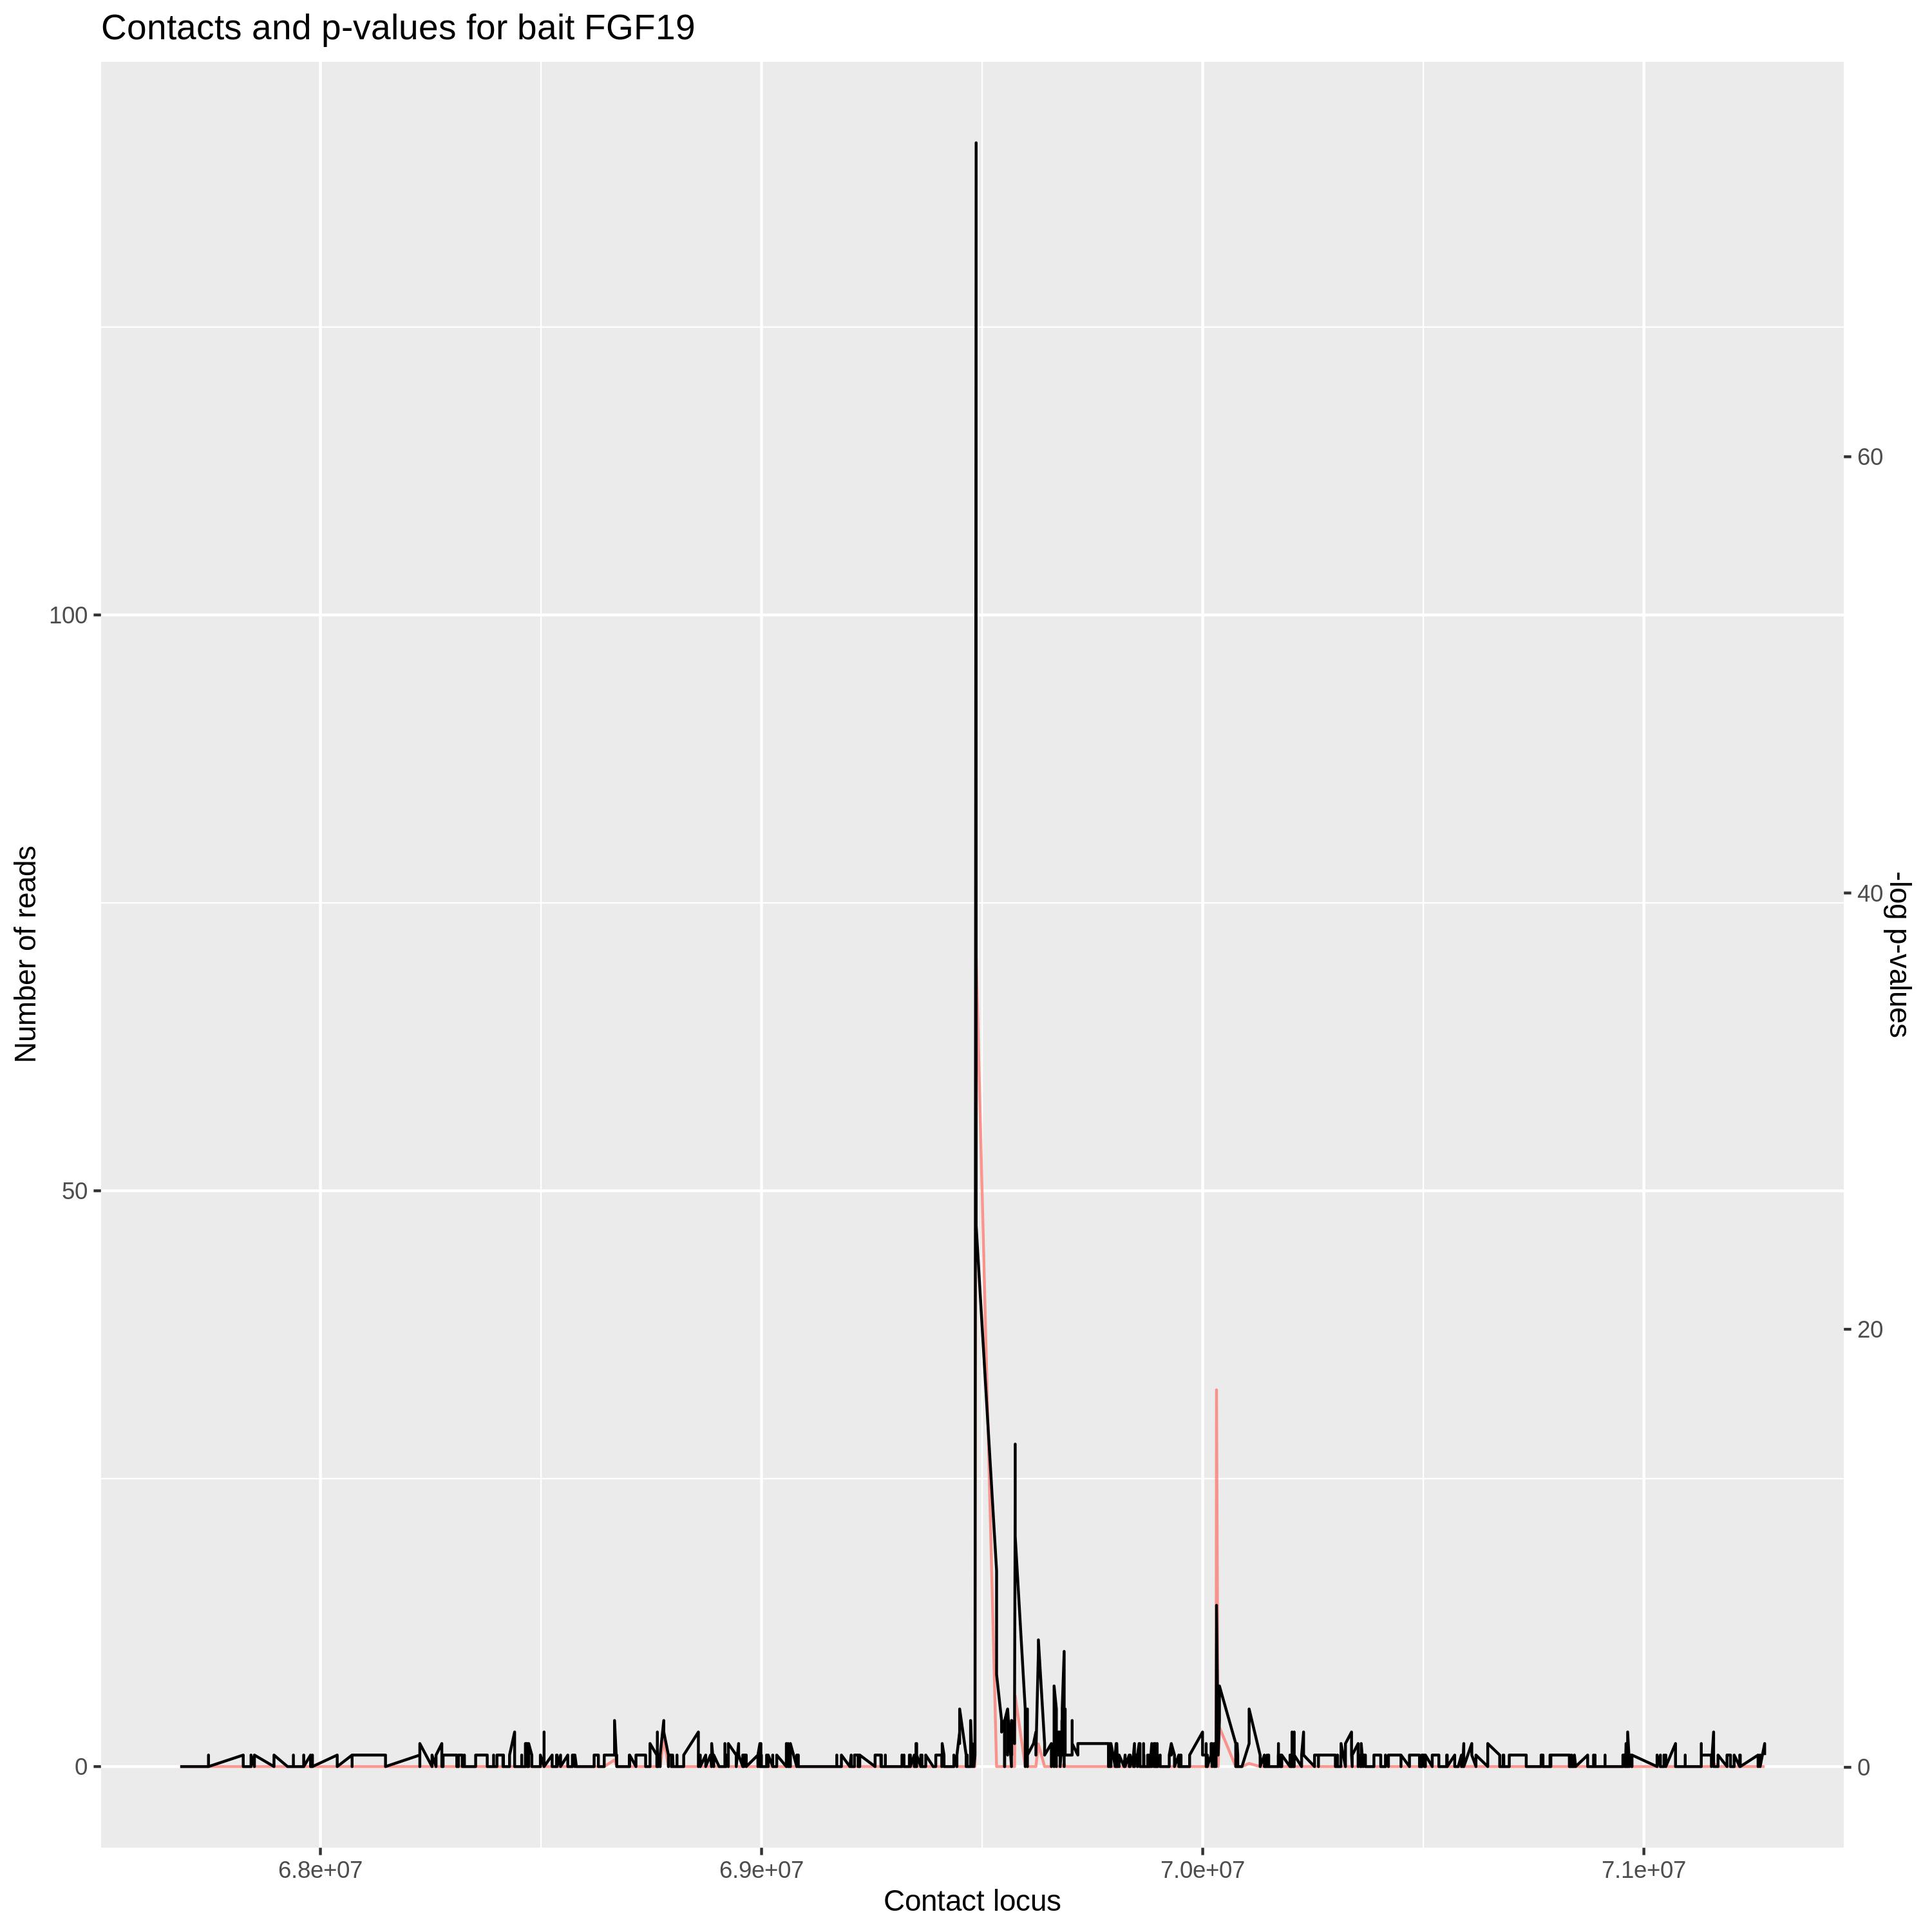 Contacts and p-values for bait FGF19
Number of reads
100
50
0
60
40
20
0
-log p-values
6.8e+07
6.9e+07
7.0e+07
7.1e+07
Contact locus